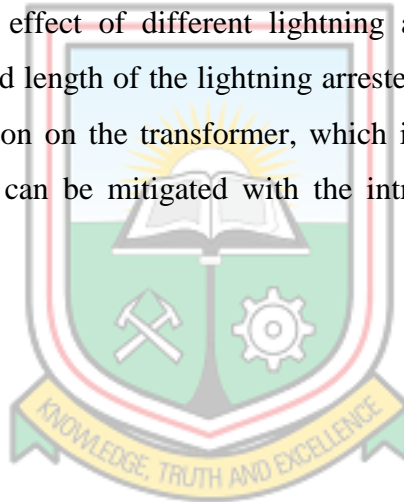 effect of different lightning a
d length of the lightning arreste
on on the transformer, which i
can be mitigated with the intr
KNOWLEDGE, TRUTH AND EXCELLENCE